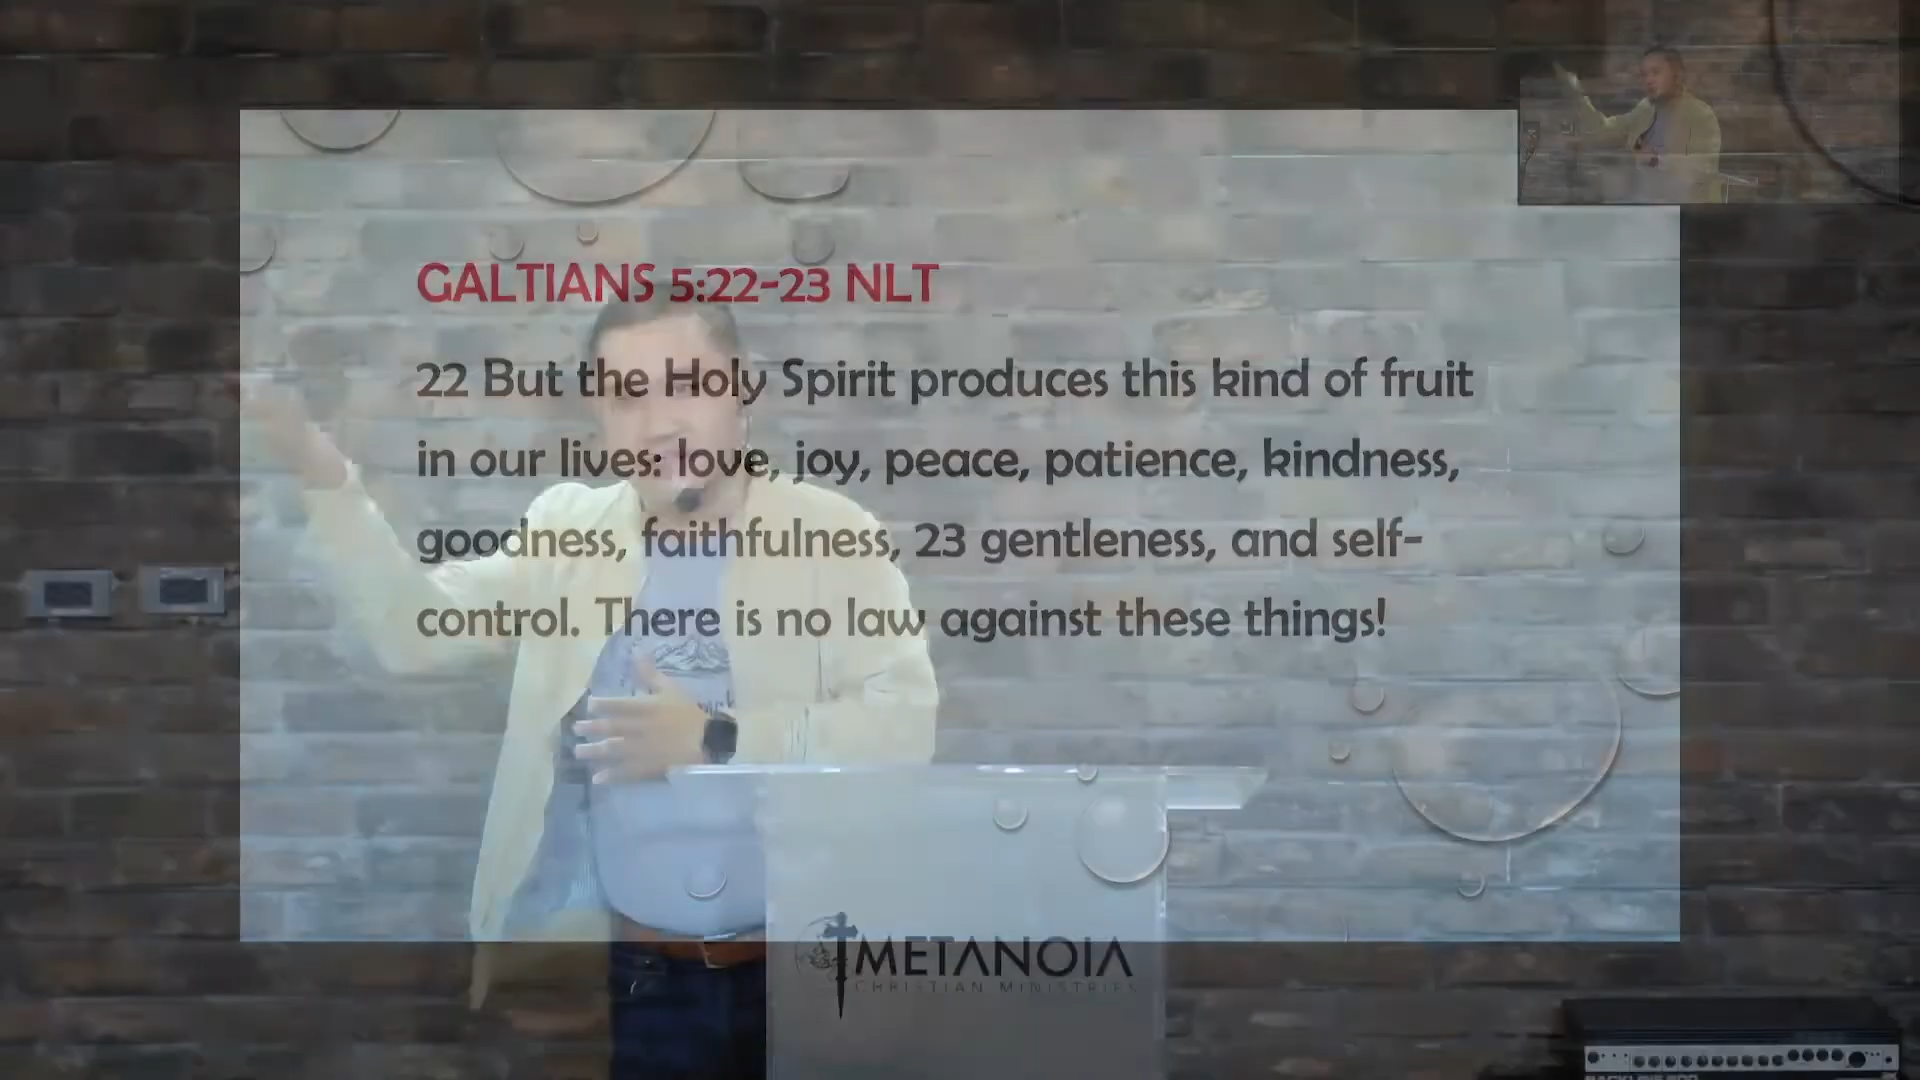 GALTIANS 5:22-23 NLT
22 But the Holy Spirit produces this kind of fruit
in our lives: love, joy, peace, patience, kindness,
goodness, faithfulness, 23 gentleness, and self-
control. There is no law against these things!
METANOIA
CHRISTIAN MINISTRIES